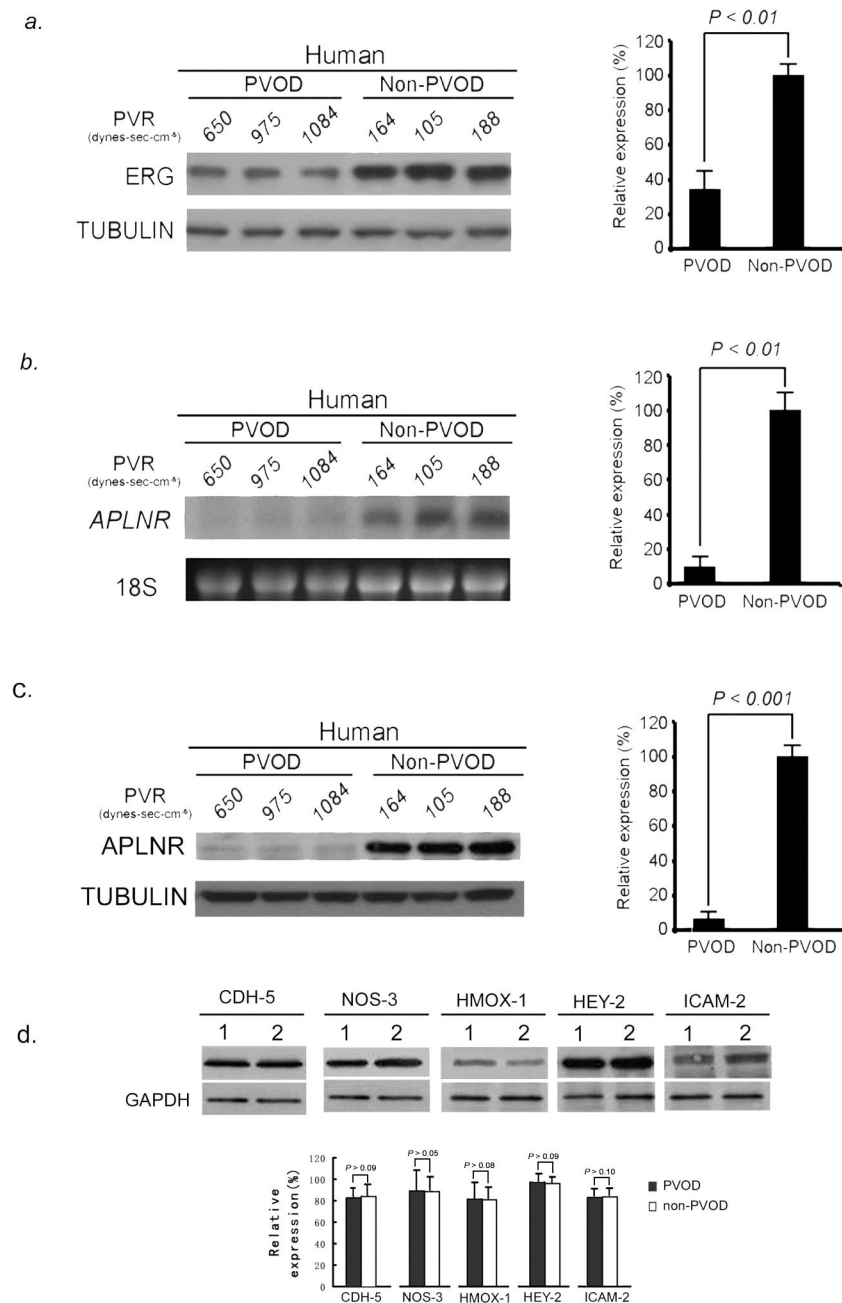 a.
Human
PVOD Non-PVOD
PVR
(dynes-sec-cm⁻⁵)
650 975 1084 164 105 188
ERG
TUBULIN
P < 0.01
Relative expression (%)
120
100
80
60
40
20
0
PVOD Non-PVOD
b.
Human
PVOD Non-PVOD
PVR
(dynes-sec-cm⁻⁵)
650 975 1084 164 105 188
APLNR
18S
P < 0.01
Relative expression (%)
120
100
80
60
40
20
0
PVOD Non-PVOD
c.
Human
PVOD Non-PVOD
PVR
(dynes-sec-cm⁻⁵)
650 975 1084 164 105 188
APLNR
TUBULIN
P < 0.001
Relative expression (%)
120
100
80
60
40
20
0
PVOD Non-PVOD
d.
CDH-5 NOS-3 HMOX-1 HEY-2 ICAM-2
1 2 1 2 1 2 1 2 1 2
GAPDH
Relative
expression(%)
120
100
80
60
40
20
0
P > 0.09 P > 0.05 P > 0.08 P > 0.09 P > 0.10
PVOD
non-PVOD
CDH-5 NOS-3 HMOX-1 HEY-2 ICAM-2